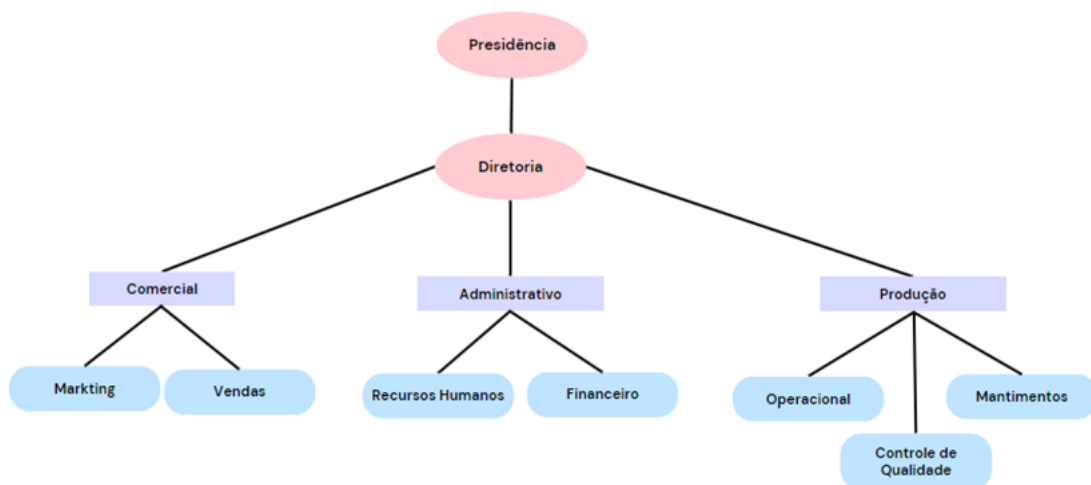 Presidência
Diretoria
Comercial
Administrativo
Produção
Markting
Vendas
Recursos Humanos
Financeiro
Operacional
Mantimentos
Controle de
Qualidade